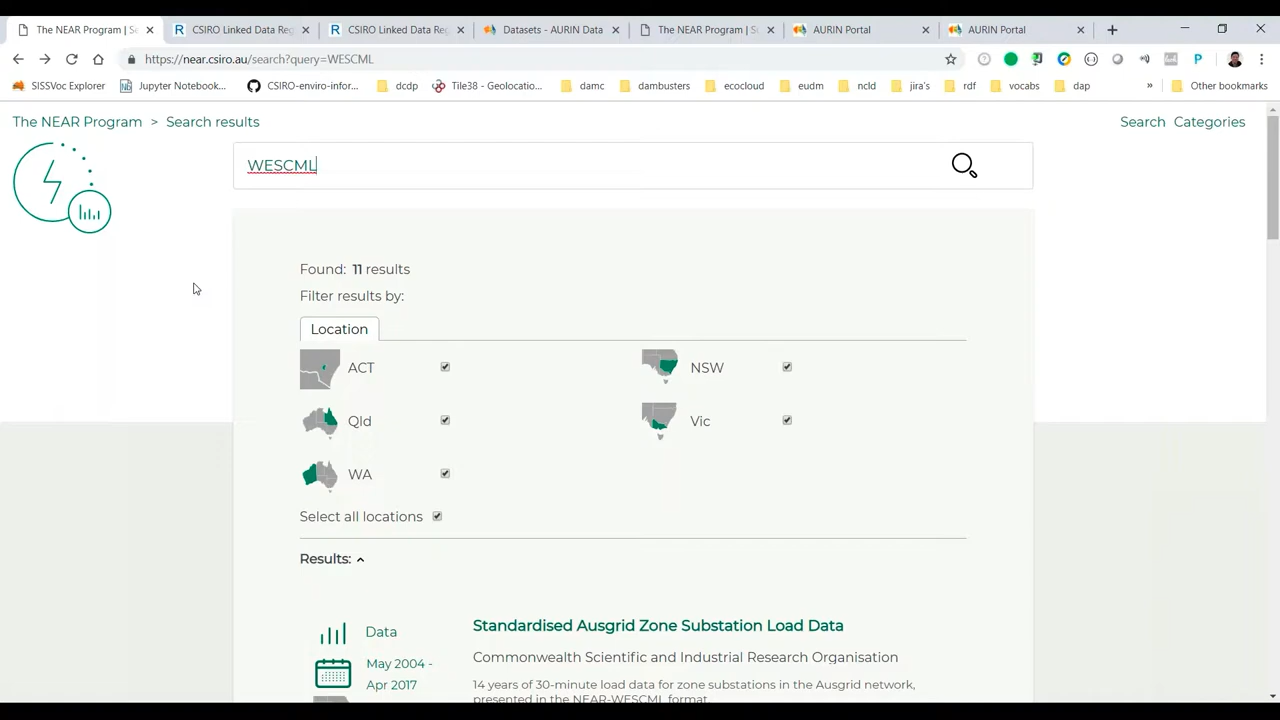 The NEAR Program | Se
CSIRO Linked Data Reg
CSIRO Linked Data Reg
Datasets - AURIN Data
The NEAR Program | Sc
AURIN Portal
AURIN Portal
https://near.csiro.au/search?query=WESCML
SISSVoc Explorer
Jupyter Notebook...
CSIRO-enviro-infor...
dcdp
Tile38 - Geolocatio...
damc
dambusters
ecocloud
eudm
ncld
jira's
rdf
vocabs
dap
»
Other bookmarks
The NEAR Program > Search results
Search Categories
WESCML
Found: 11 results
Filter results by:
Location
ACT
NSW
Qld
Vic
WA
Select all locations
Results:
Data
Standardised Ausgrid Zone Substation Load Data
Commonwealth Scientific and Industrial Research Organisation
May 2004 -
Apr 2017
14 years of 30-minute load data for zone substations in the Ausgrid network,
presented in the NEAR-WESCML format.